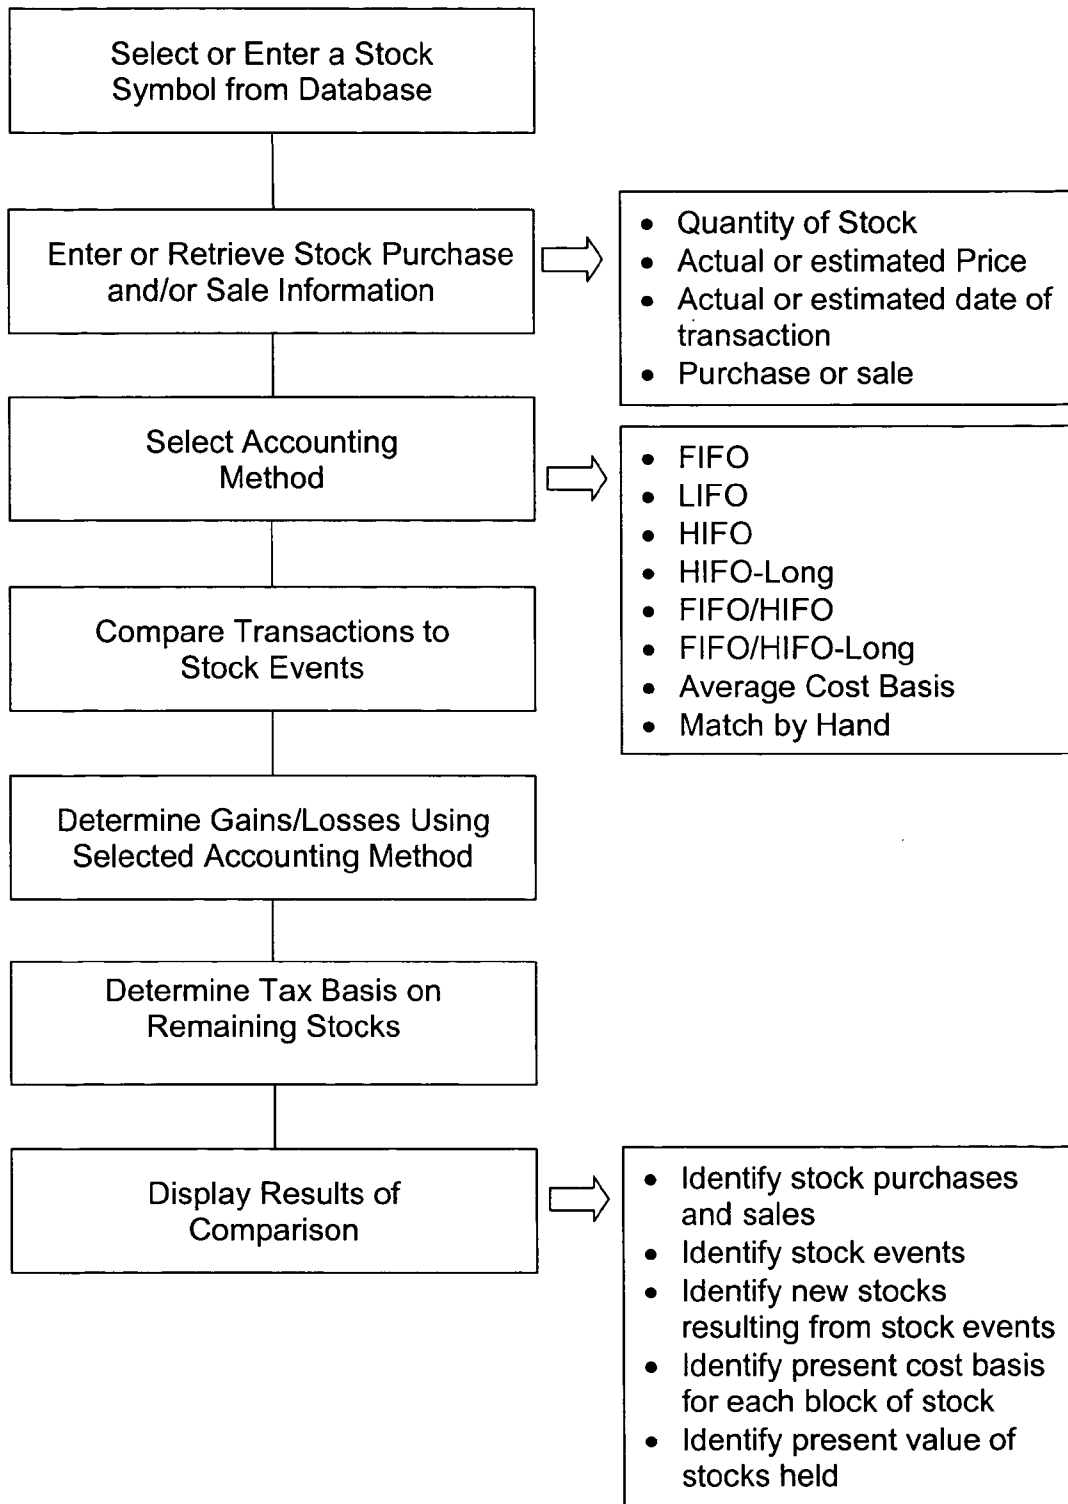 Select or Enter a Stock
Symbol from Database
Enter or Retrieve Stock Purchase
and/or Sale Information
• Quantity of Stock
• Actual or estimated Price
• Actual or estimated date of
transaction
• Purchase or sale
Select Accounting
Method
• FIFO
• LIFO
• HIFO
• HIFO-Long
• FIFO/HIFO
• FIFO/HIFO-Long
• Average Cost Basis
• Match by Hand
Compare Transactions to
Stock Events
Determine Gains/Losses Using
Selected Accounting Method
Determine Tax Basis on
Remaining Stocks
Display Results of
Comparison
• Identify stock purchases
and sales
• Identify stock events
• Identify new stocks
resulting from stock events
• Identify present cost basis
for each block of stock
• Identify present value of
stocks held